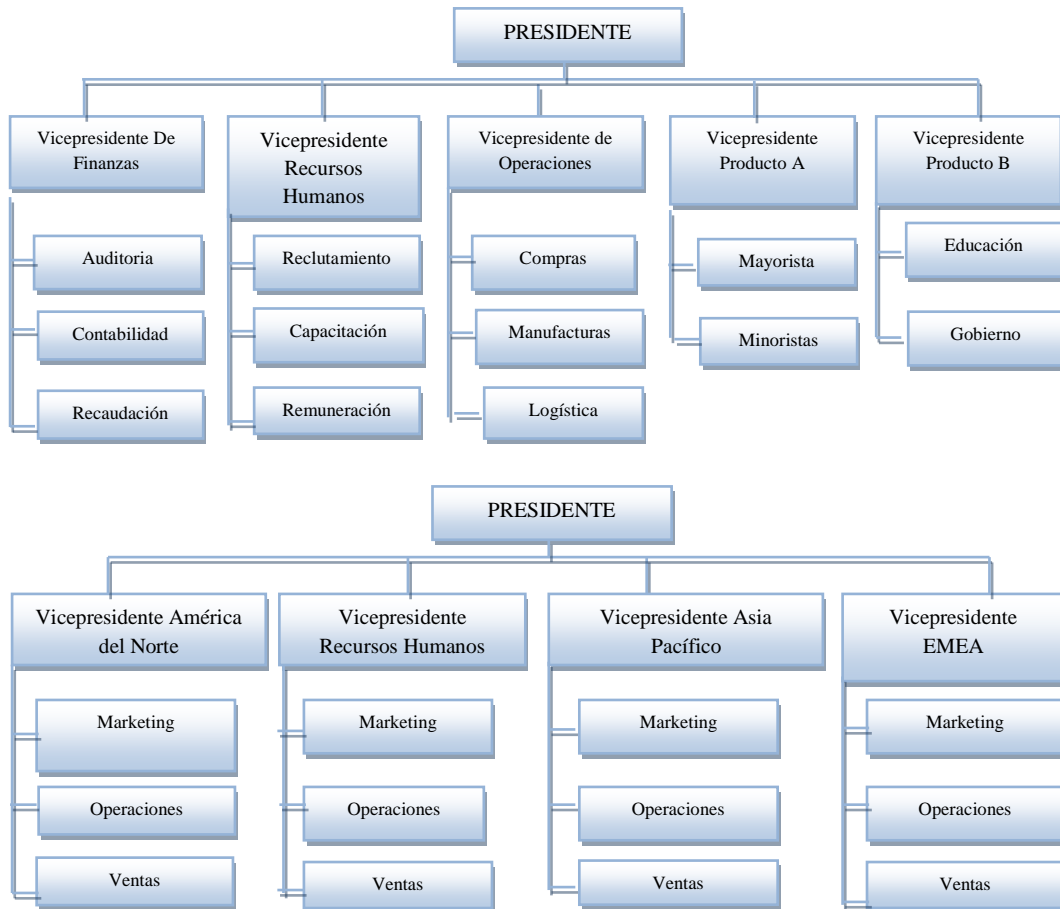 PRESIDENTE
Vicepresidente De
Finanzas
Vicepresidente
Recursos
Humanos
Vicepresidente de
Operaciones
Vicepresidente
Producto A
Vicepresidente
Producto B
Auditoria
Contabilidad
Recaudación
Reclutamiento
Capacitación
Remuneración
Compras
Manufacturas
Logística
Mayorista
Minoristas
Educación
Gobierno
PRESIDENTE
Vicepresidente América
del Norte
Vicepresidente
Recursos Humanos
Vicepresidente Asia
Pacífico
Vicepresidente
EMEA
Marketing
Operaciones
Ventas
Marketing
Operaciones
Ventas
Marketing
Operaciones
Ventas
Marketing
Operaciones
Ventas